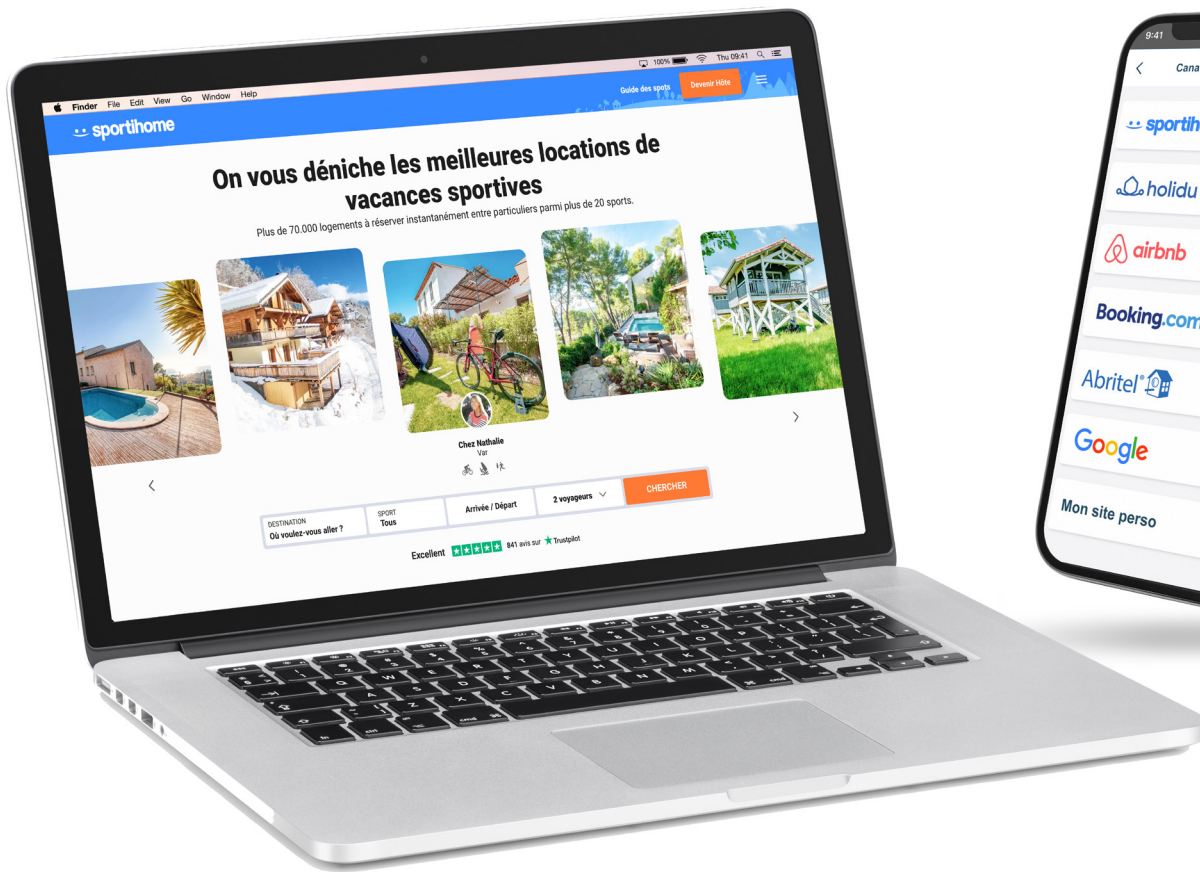 Finder File Edit View Go Window Help
100% Thu 09:41
sportihome
Guide des spots
Devenir Hôte
On vous déniche les meilleures locations de
vacances sportives
Plus de 70.000 logements à réserver instantanément entre particuliers parmi plus de 20 sports.
Chez Nathalie
Var
DESTINATION
Où voulez-vous aller ?
SPORT
Tous
Arrivée / Départ
2 voyageurs
CHERCHER
Excellent 841 avis sur Trustpilot
9:41
Cana
sportih
holidu
airbnb
Booking.com
Abritel
Google
Mon site perso